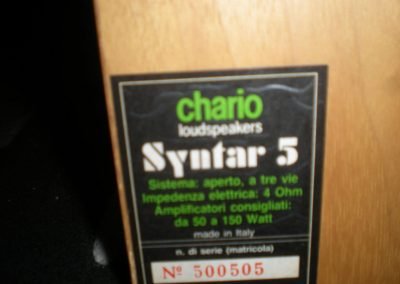 chario
loudspeakers
Syntar 5
Sistema: aperto, a tre vie
Impedenza elettrica: 4 Ohm
Amplificatori consigliati:
da 50 a 150 Watt
made in Italy
n. di serie (matricola)
Nº 500505